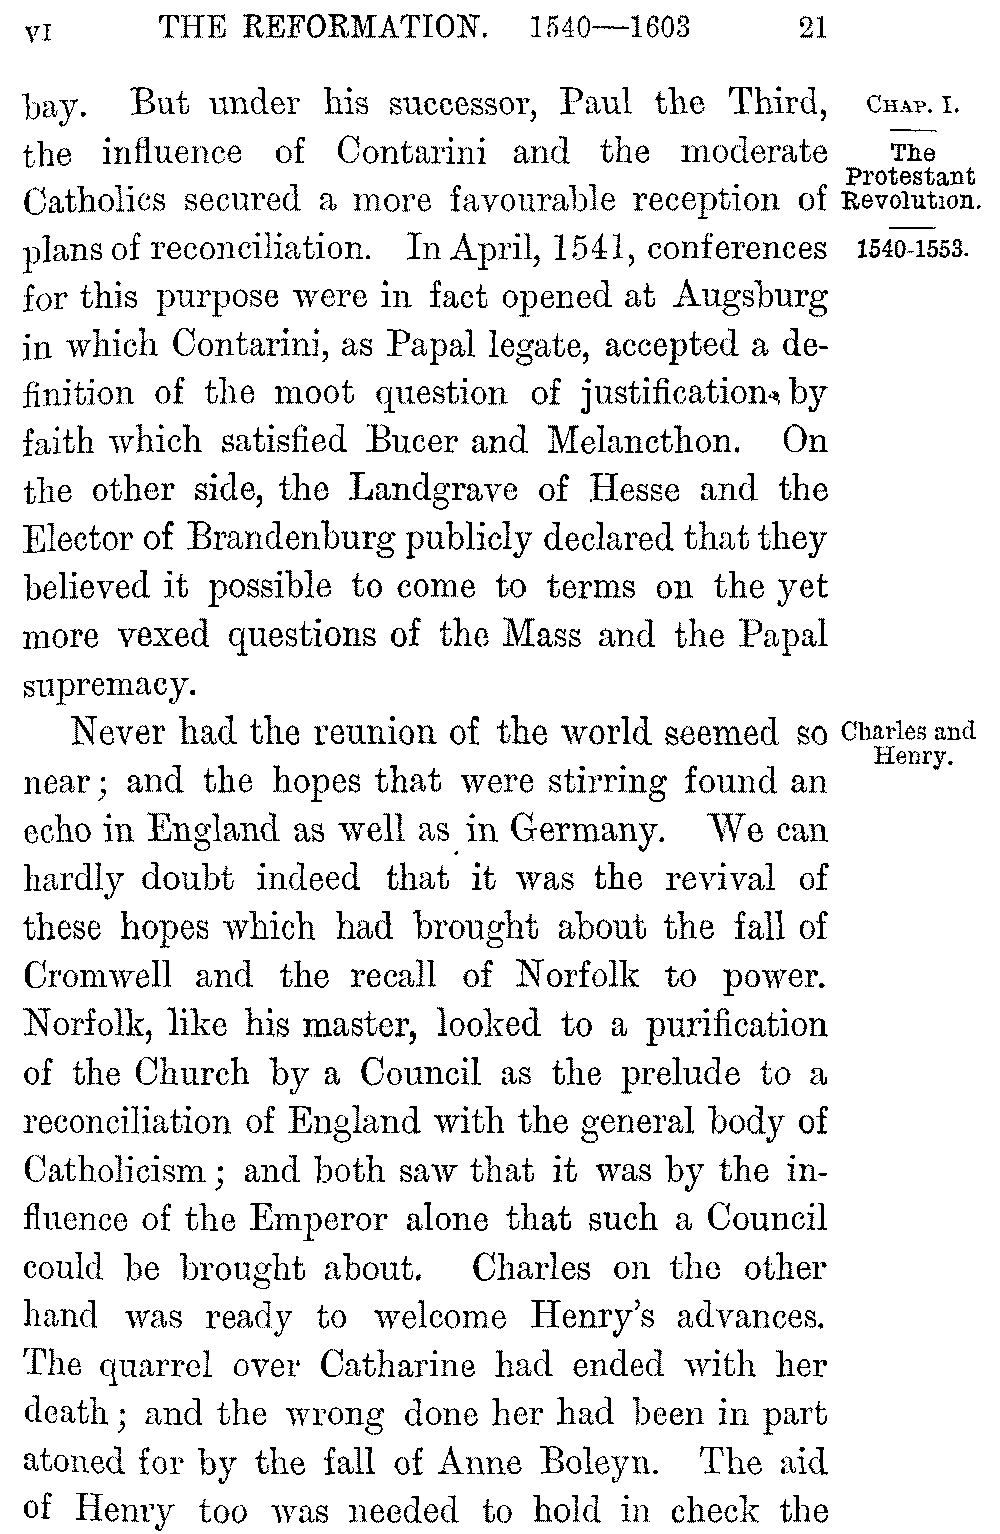 VI THE REFORMATION. 1540—1603 21
bay. But under his successor, Paul the Third,
the influence of Contarini and the moderate
Catholics secured a more favourable reception of
plans of reconciliation. In April, 1541, conferences
for this purpose were in fact opened at Augsburg
in which Contarini, as Papal legate, accepted a de-
finition of the moot question of justification by
faith which satisfied Bucer and Melancthon. On
the other side, the Landgrave of Hesse and the
Elector of Brandenburg publicly declared that they
believed it possible to come to terms on the yet
more vexed questions of the Mass and the Papal
supremacy.
Never had the reunion of the world seemed so
near; and the hopes that were stirring found an
echo in England as well as in Germany. We can
hardly doubt indeed that it was the revival of
these hopes which had brought about the fall of
Cromwell and the recall of Norfolk to power.
Norfolk, like his master, looked to a purification
of the Church by a Council as the prelude to a
reconciliation of England with the general body of
Catholicism; and both saw that it was by the in-
fluence of the Emperor alone that such a Council
could be brought about. Charles on the other
hand was ready to welcome Henry's advances.
The quarrel over Catharine had ended with her
death; and the wrong done her had been in part
atoned for by the fall of Anne Boleyn. The aid
of Henry too was needed to hold in check the
CHAP. I.
The
Protestant
Revolution.
1540-1553.
Charles and
Henry.